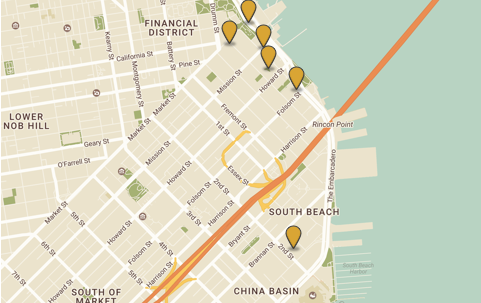 Drumm St
FINANCIAL
DISTRICT
Kearny St
Battery St
California St
Pine St
Montgomery St
Mission St
Howard St
Folsom St
Market St
LOWER
NOB HILL
Fremont St
1st St
Rincon Point
Market St
Harrison St
Geary St
Mission St
O'Farrell St
Howard St
Essex St
The Embarcadero
2nd St
Folsom St
Market St
5th St
3rd St
Harrison St
SOUTH BEACH
Howard St
Bryant St
6th St
4th St
2nd St
Brannan St
Folsom St
Harrison St
7th St
5th St
South Beach
Harbor
Howard St
SOUTH OF
MARKET
CHINA BASIN